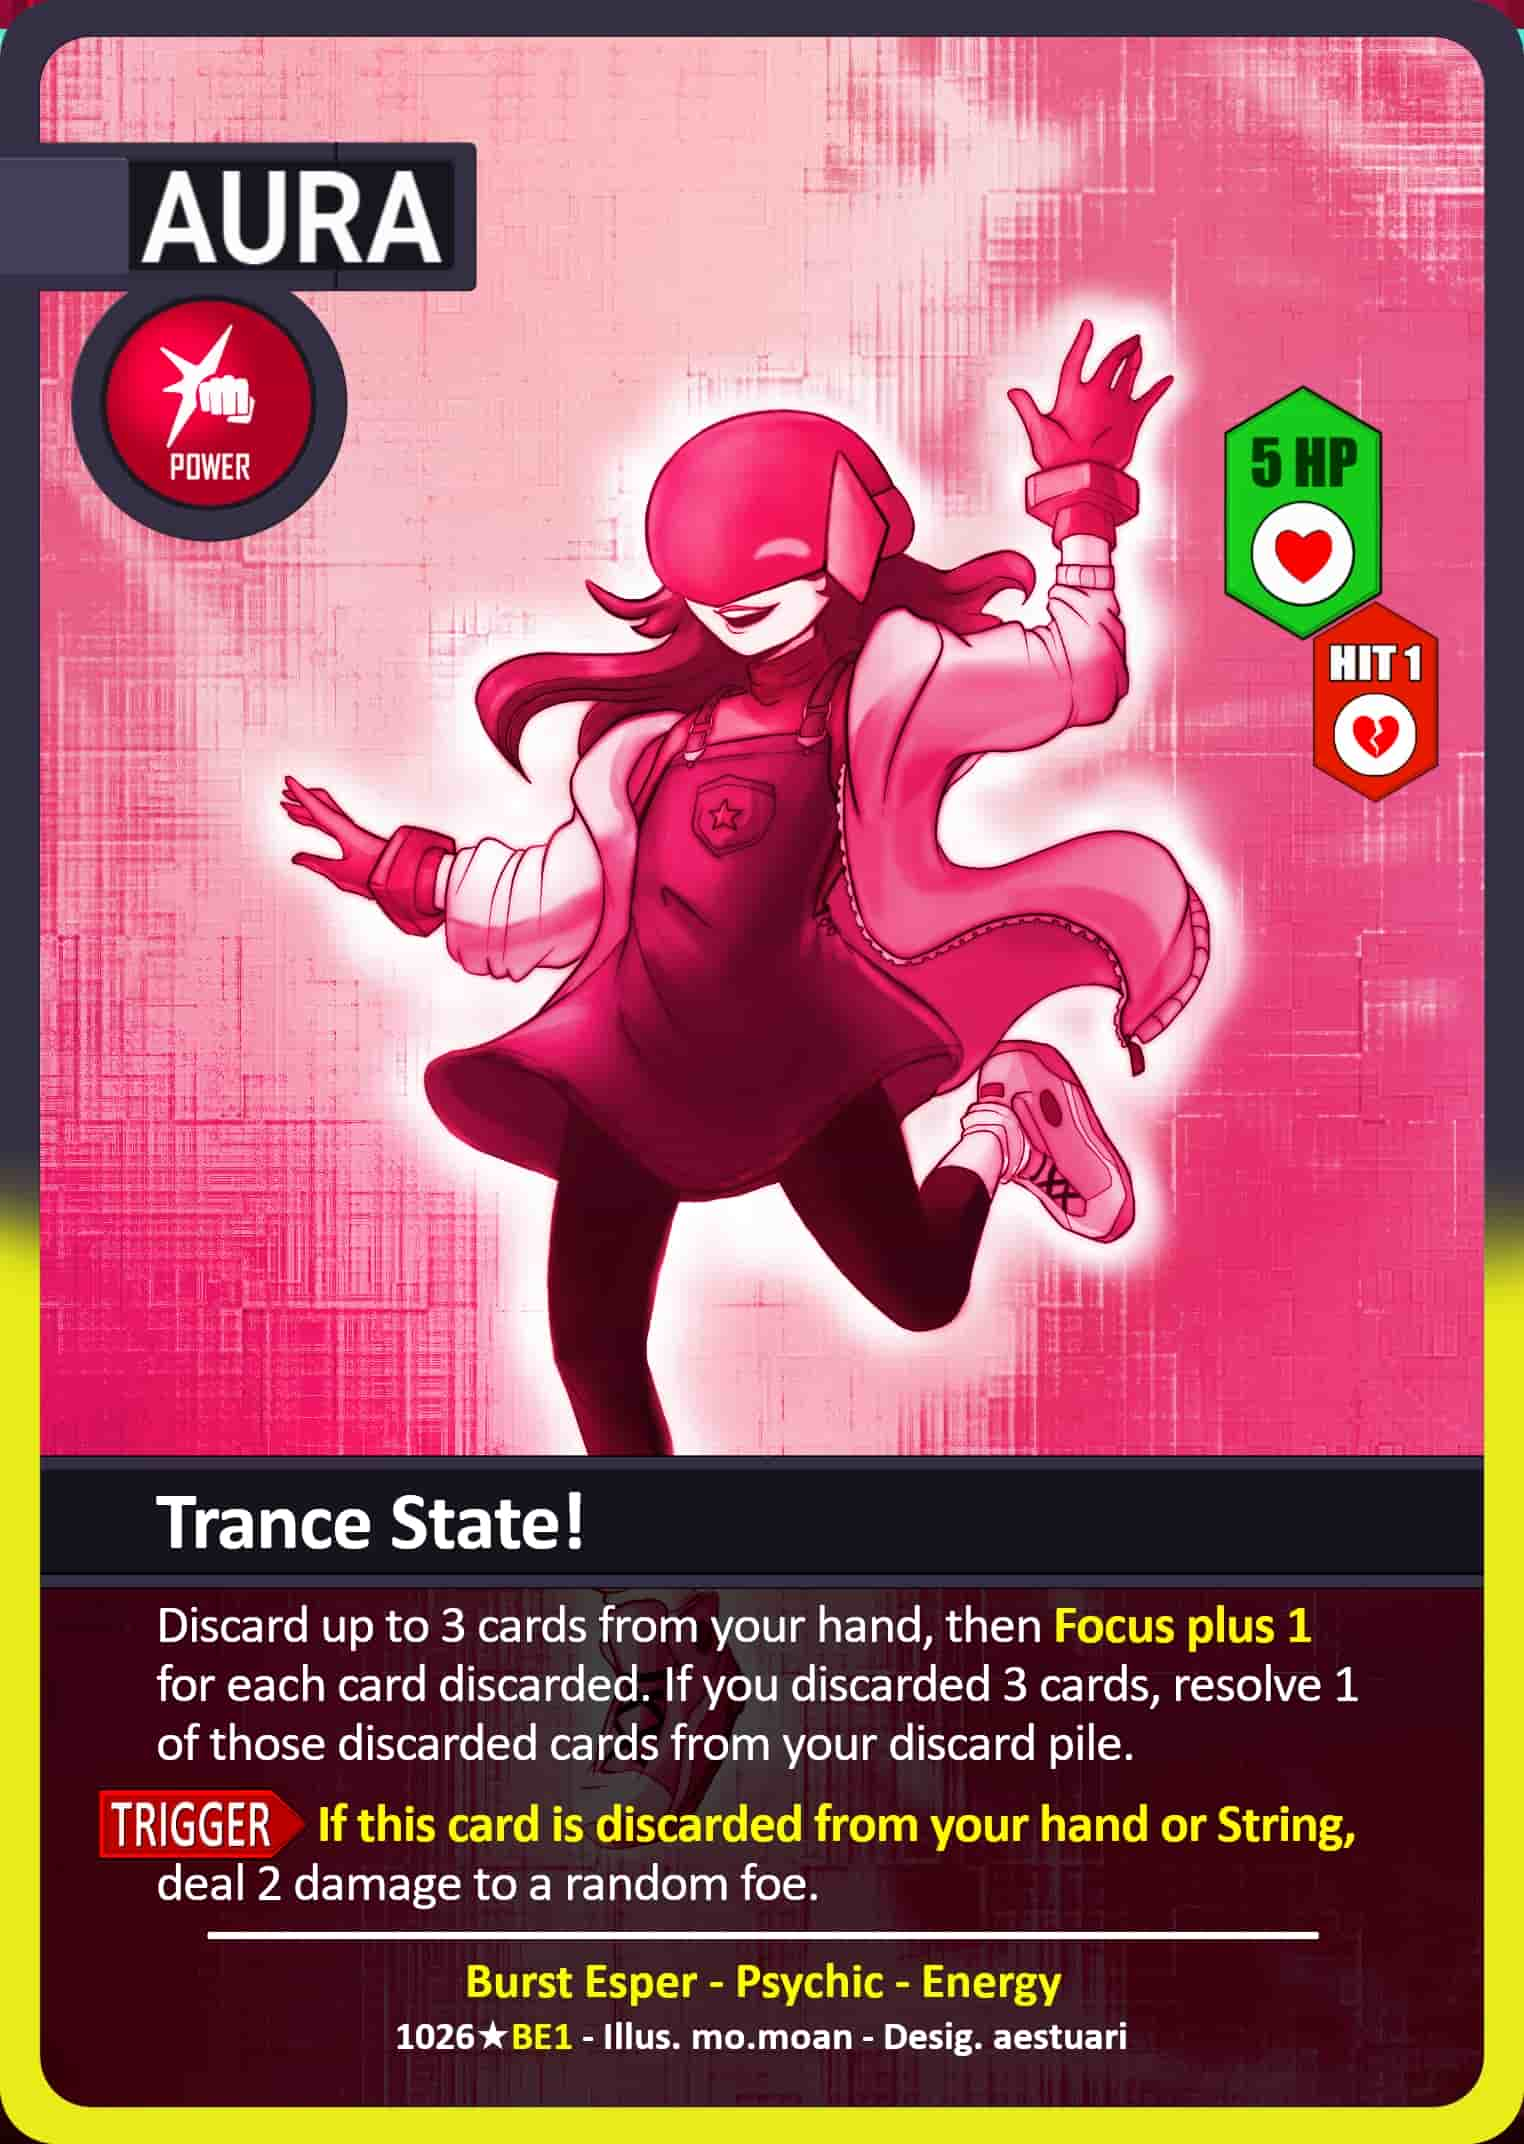 AURA
POWER
5 HP
HIT 1
Trance State!
Discard up to 3 cards from your hand, then Focus plus 1
for each card discarded. If you discarded 3 cards, resolve 1
of those discarded cards from your discard pile.
TRIGGER If this card is discarded from your hand or String,
deal 2 damage to a random foe.
Burst Esper - Psychic - Energy
1026★BE1 - Illus. mo.moan - Desig. aestuari